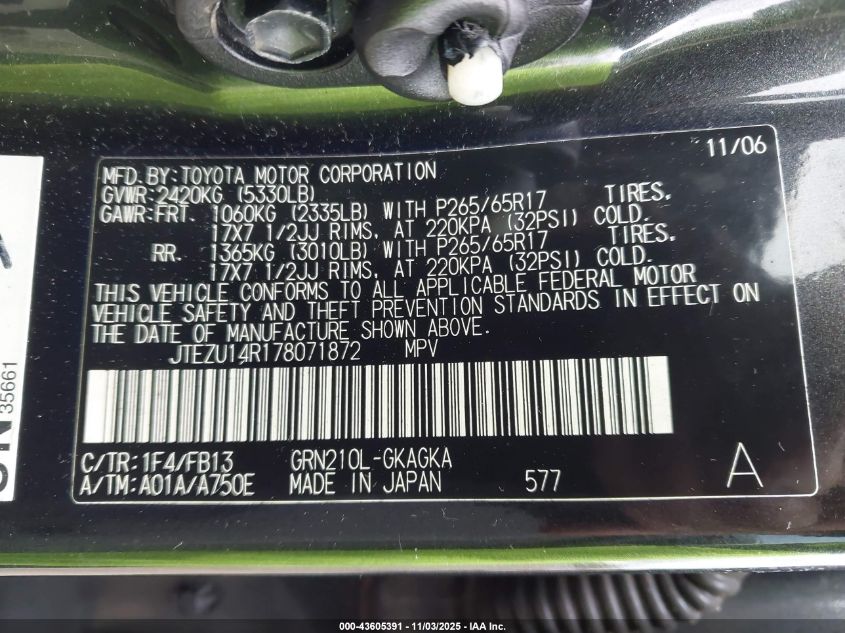 11/06
MFD. BY: TOYOTA MOTOR CORPORATION
GVWR: 2420KG (5330LB)
GAWR: FRT. 1060KG (2335LB) WITH P265/65R17 TIRES.
17X7 1/2JJ RIMS, AT 220KPA (32PSI) COLD.
RR. 1365KG (3010LB) WITH P265/65R17 TIRES.
17X7 1/2JJ RIMS, AT 220KPA (32PSI) COLD.
THIS VEHICLE CONFORMS TO ALL APPLICABLE FEDERAL MOTOR
VEHICLE SAFETY AND THEFT PREVENTION STANDARDS IN EFFECT ON
THE DATE OF MANUFACTURE SHOWN ABOVE.
JTEZU14R178071872 MPV
C/TR: 1F4/FB13 GRN210L-GKAGKA
A/TM: A01A/A750E MADE IN JAPAN 577 A
35661
000-43605391 - 11/03/2025 - IAA Inc.